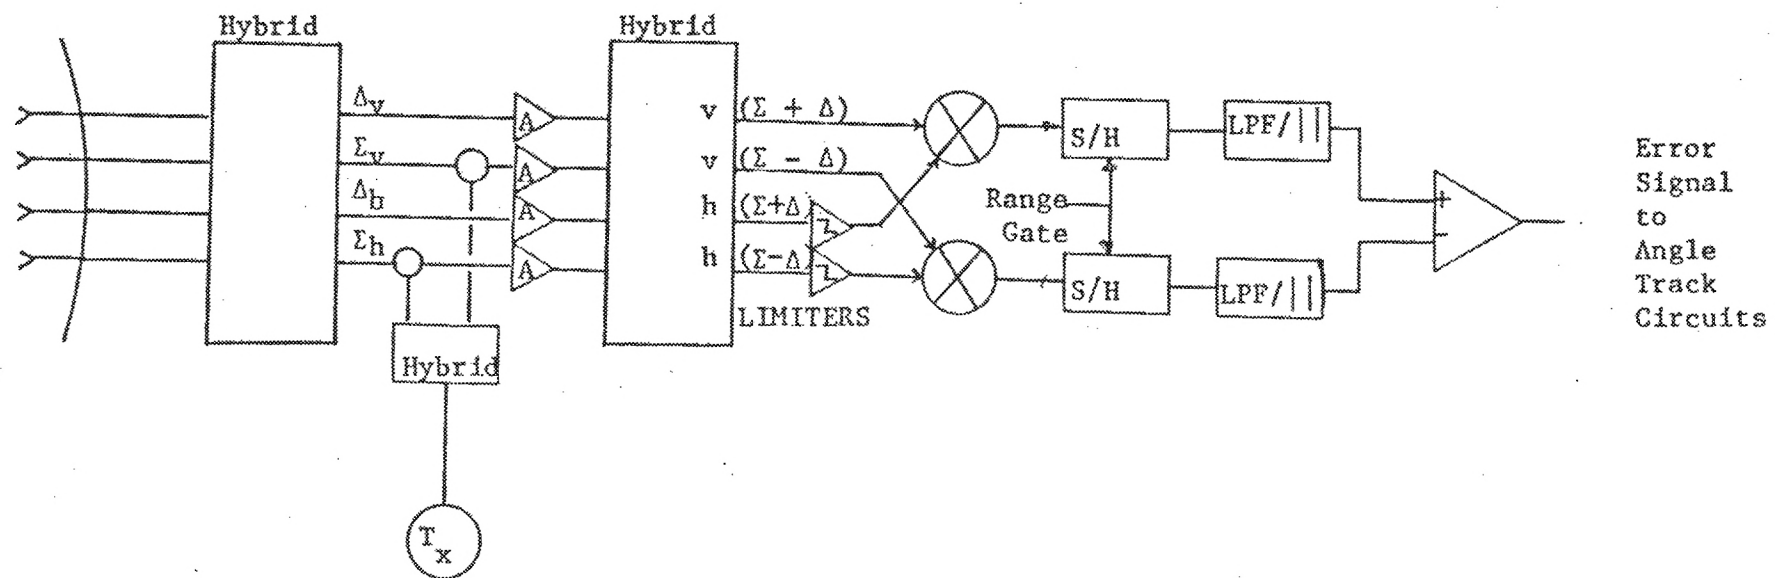 Hybrid
Hybrid
Δv
Σv
Δh
Σh
A
A
A
A
v (Σ + Δ)
v (Σ - Δ)
h (Σ+Δ)
h (Σ-Δ)
LIMITERS
S/H
S/H
Range
Gate
LPF/||
LPF/||
+
-
Error
Signal
to
Angle
Track
Circuits
Hybrid
Tx